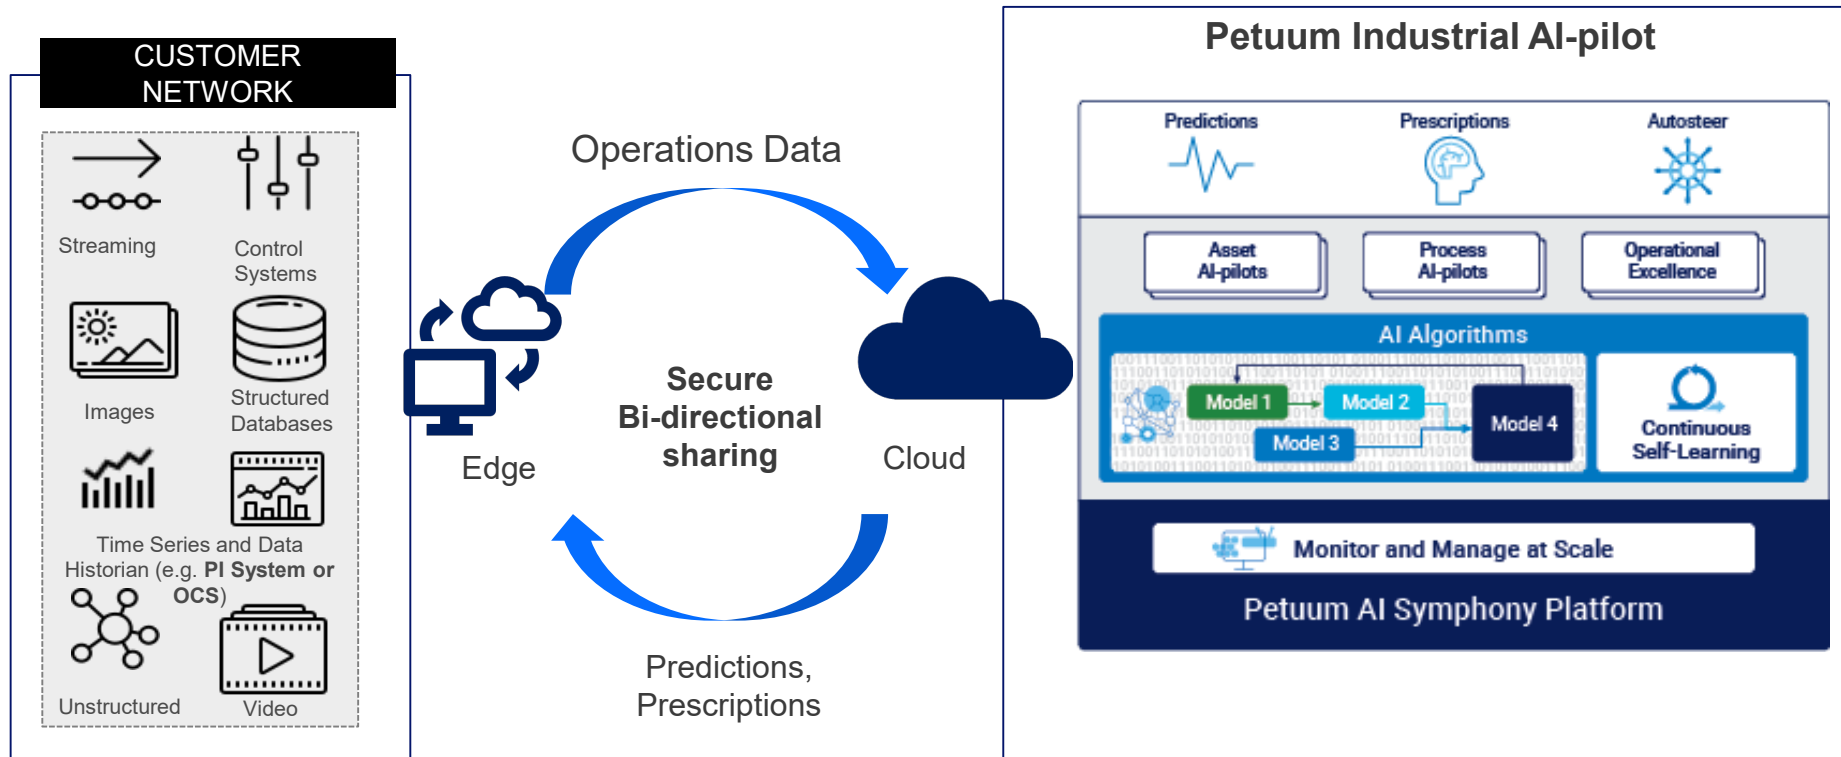 CUSTOMER
NETWORK
Streaming
Control
Systems
Images
Structured
Databases
Time Series and Data
Historian (e.g. PI System or
OCS)
Unstructured
Video
Operations Data
Secure
Bi-directional
sharing
Edge
Cloud
Predictions,
Prescriptions
Petuum Industrial AI-pilot
Predictions
Prescriptions
Autosteer
Asset
AI-pilots
Process
AI-pilots
Operational
Excellence
AI Algorithms
Model 1
Model 2
Model 3
Model 4
Continuous
Self-Learning
Monitor and Manage at Scale
Petuum AI Symphony Platform